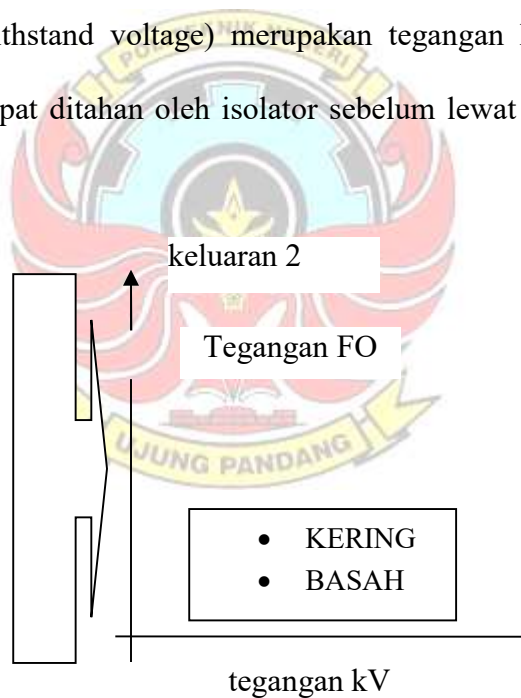 thstand voltage) merupakan tegangan
pat ditahan oleh isolator sebelum lewat
keluaran 2
Tegangan FO
UJUNG PANDANG
• KERING
• BASAH
tegangan kV